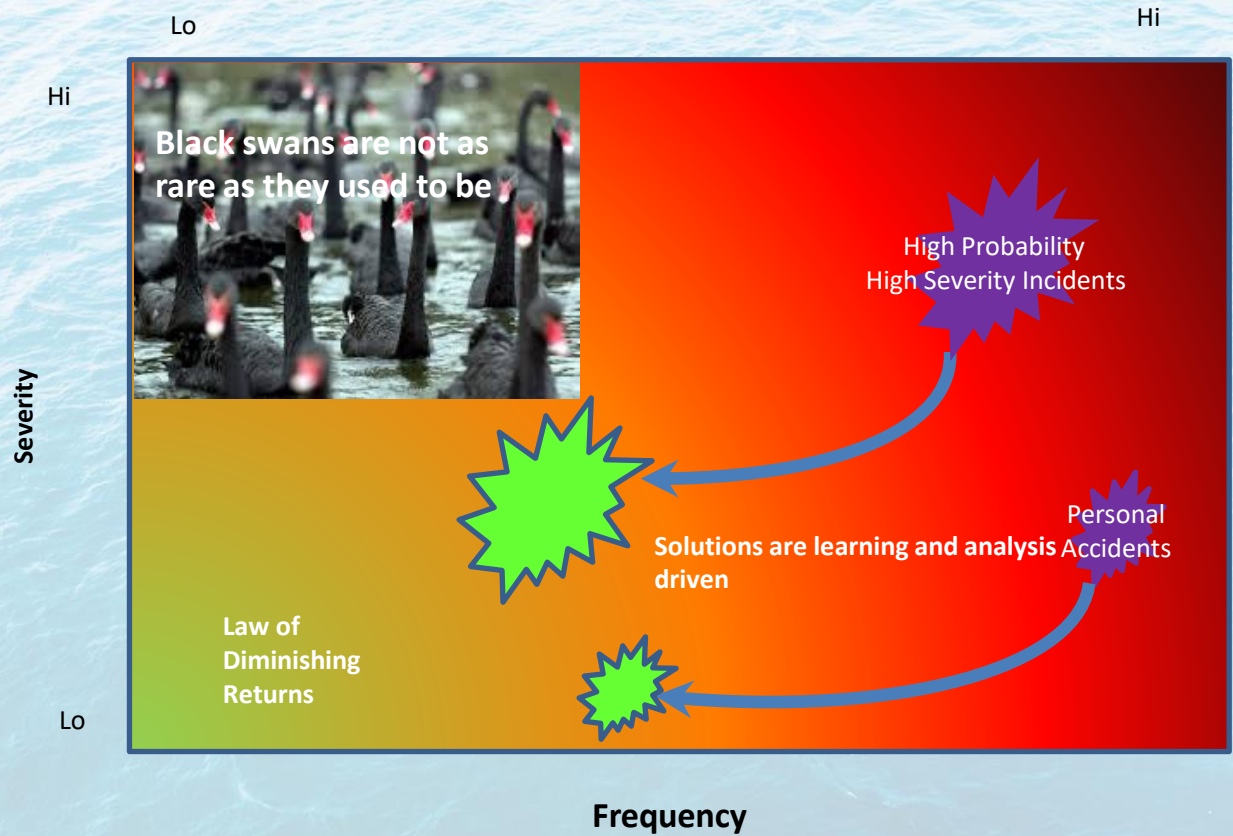 Lo
Hi
Hi
Black swans are not as
rare as they used to be
High Probability
High Severity Incidents
Severity
Personal
Accidents
Solutions are learning and analysis
driven
Law of
Diminishing
Returns
Lo
Frequency